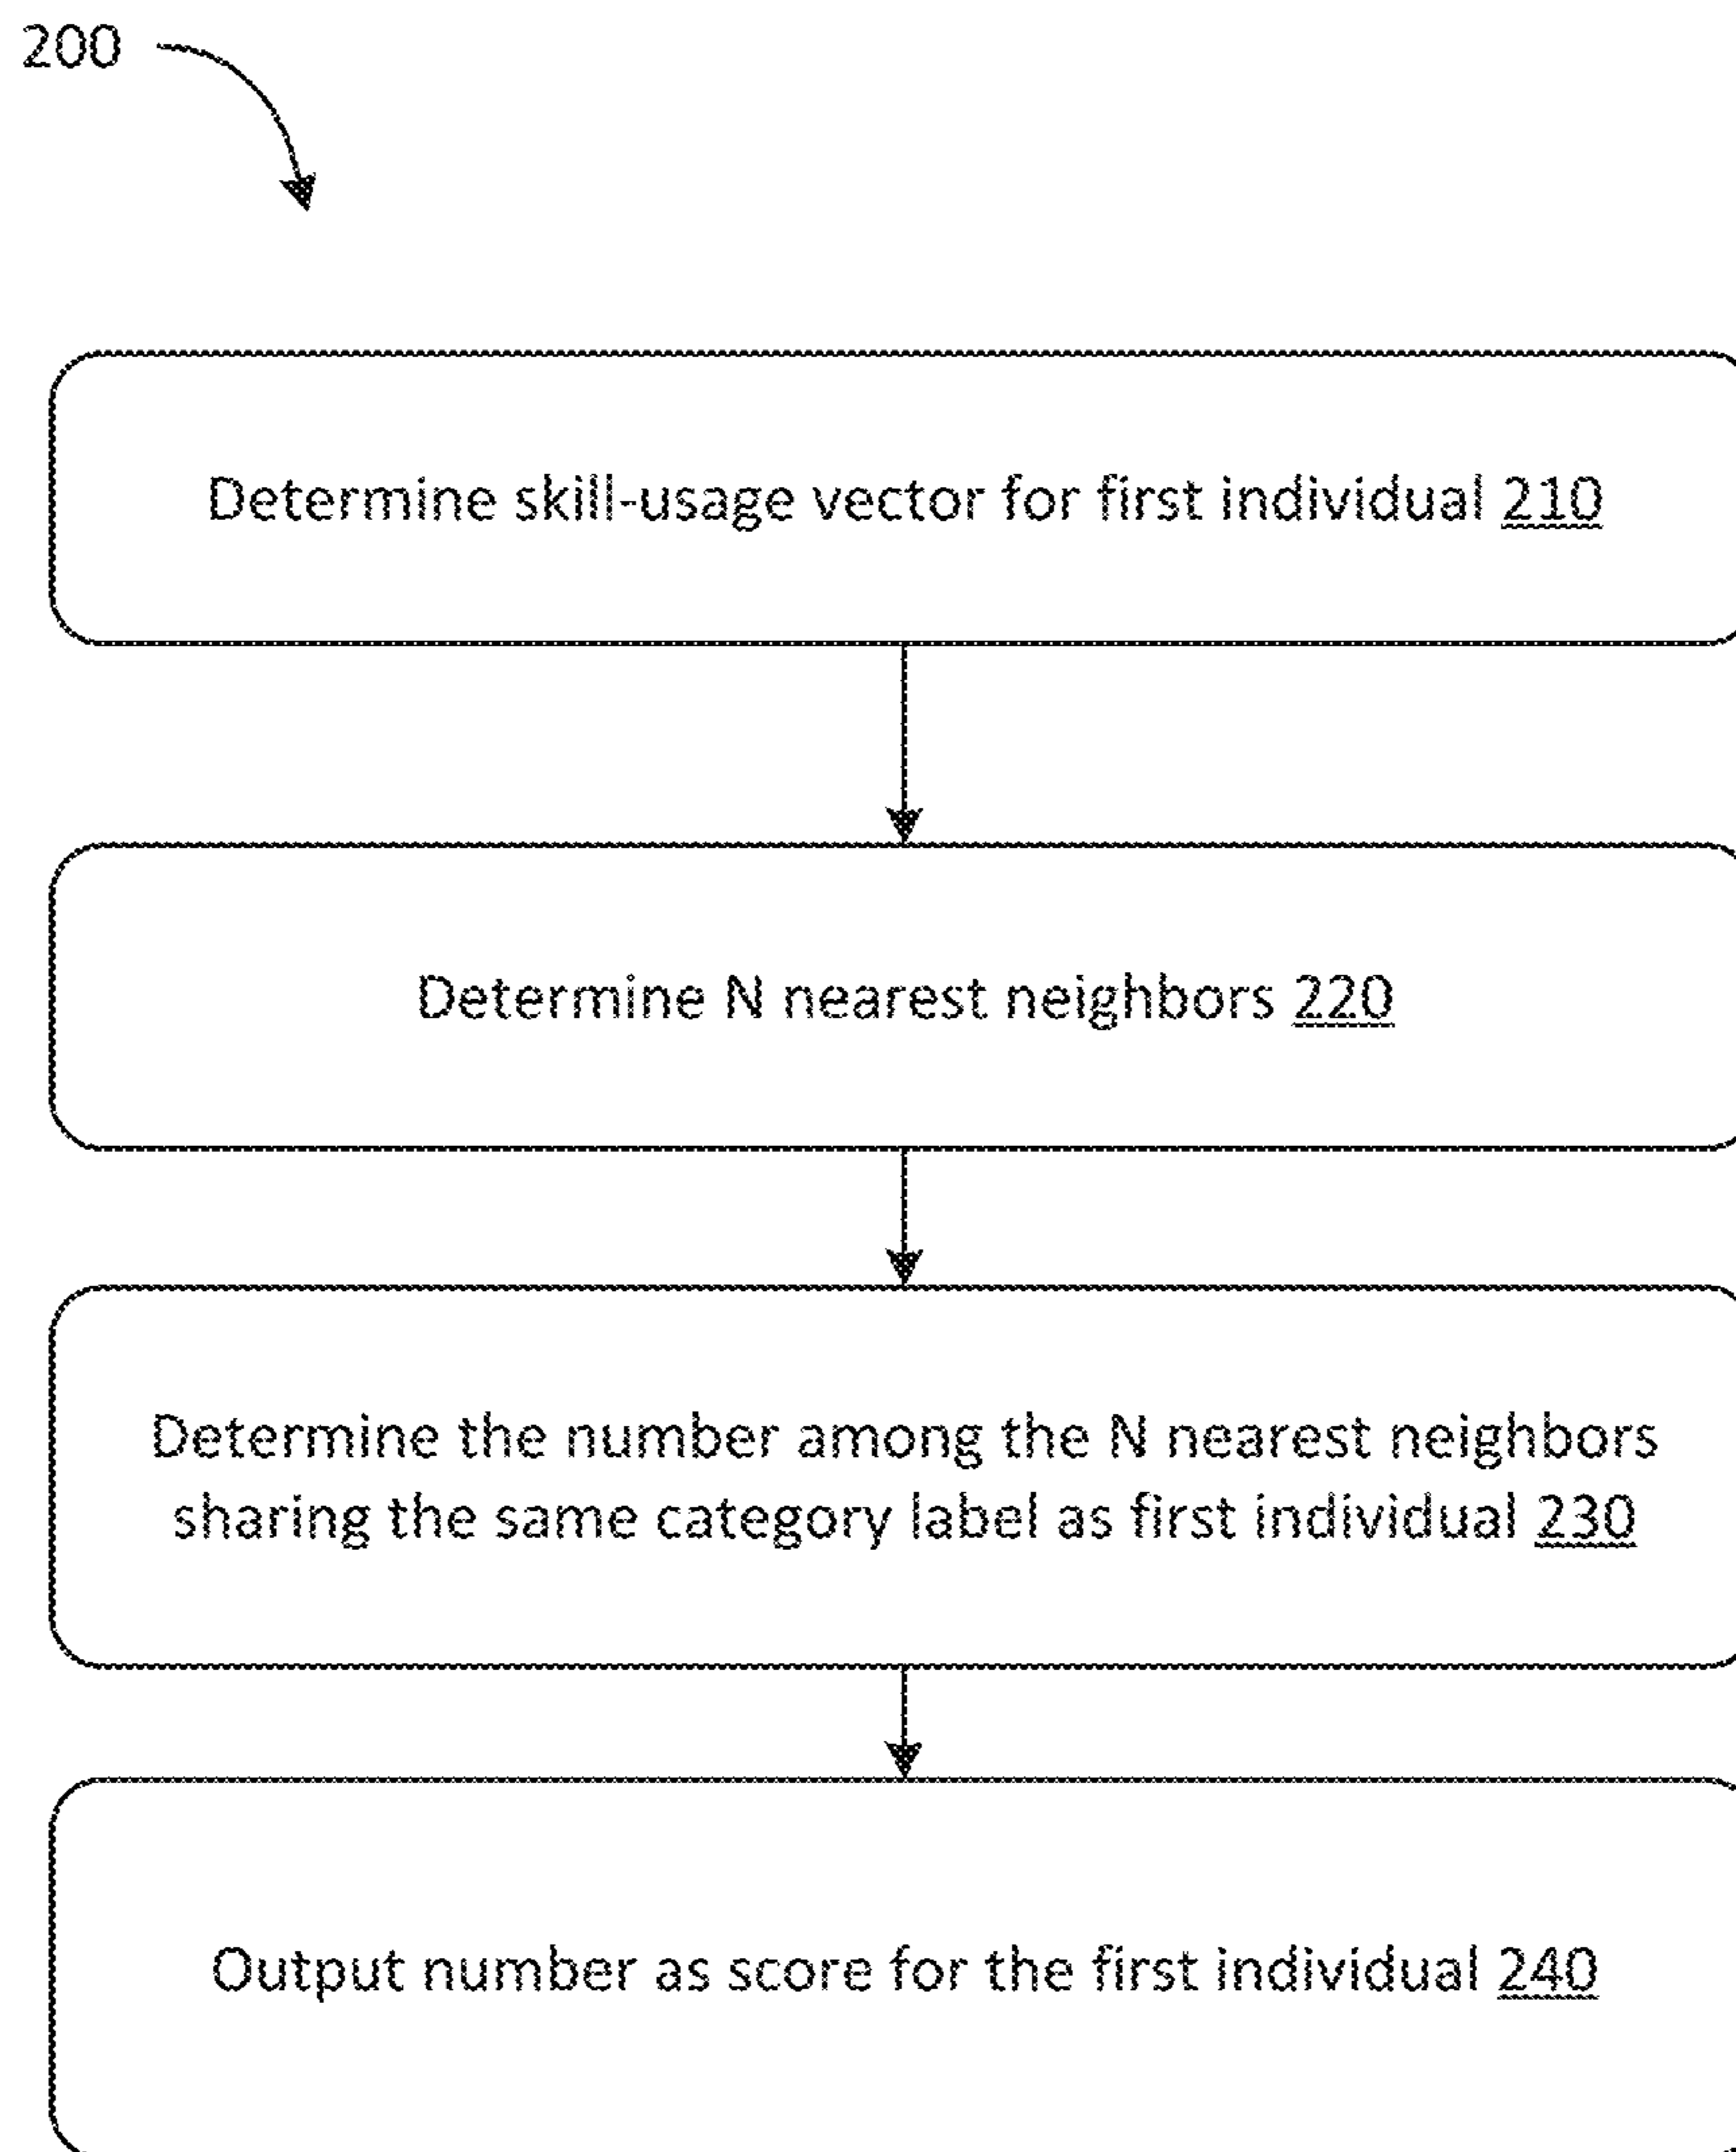 200
Determine skill-usage vector for first individual 210
Determine N nearest neighbors 220
Determine the number among the N nearest neighbors
sharing the same category label as first individual 230
Output number as score for the first individual 240